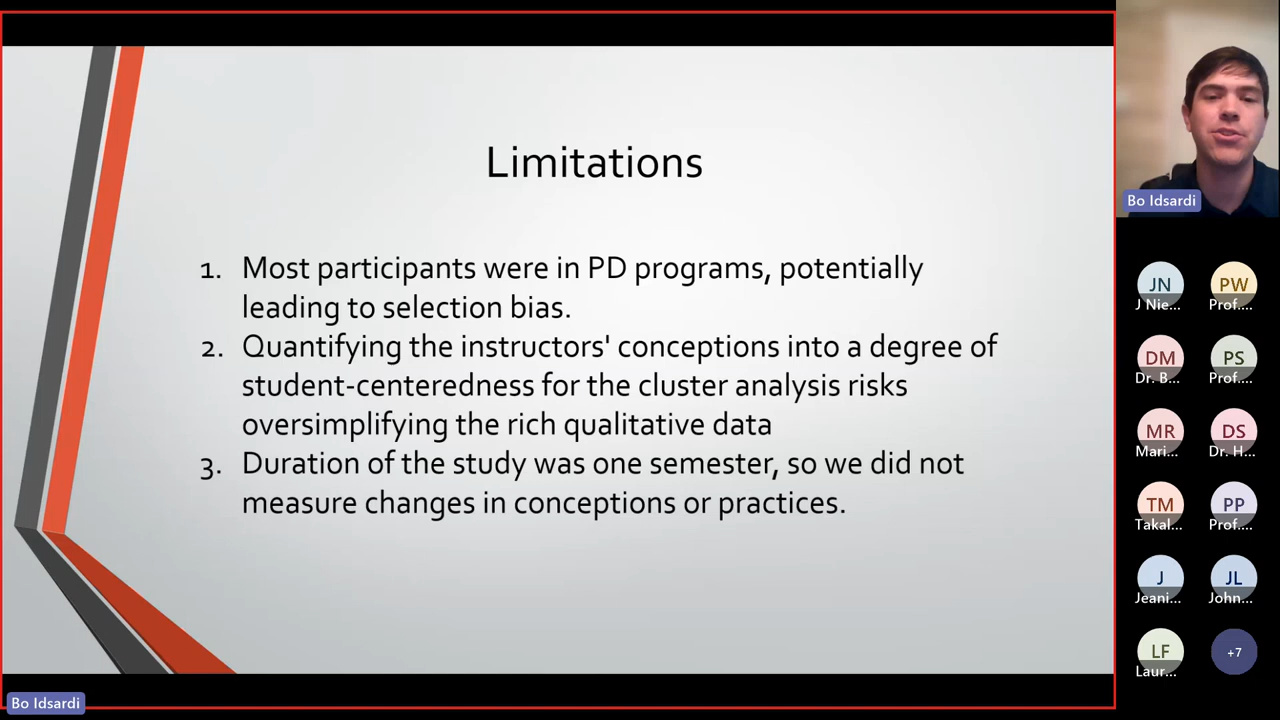 Limitations
1. Most participants were in PD programs, potentially
leading to selection bias.
2. Quantifying the instructors' conceptions into a degree of
student-centeredness for the cluster analysis risks
oversimplifying the rich qualitative data
3. Duration of the study was one semester, so we did not
measure changes in conceptions or practices.
Bo Idsardi
Bo Idsardi
JN PW
J Nie... Prof....
DM PS
Dr. B... Prof....
MR DS
Mari... Dr. H...
TM PP
Takal... Prof....
J JL
Jeani... John...
LF +7
Laur...